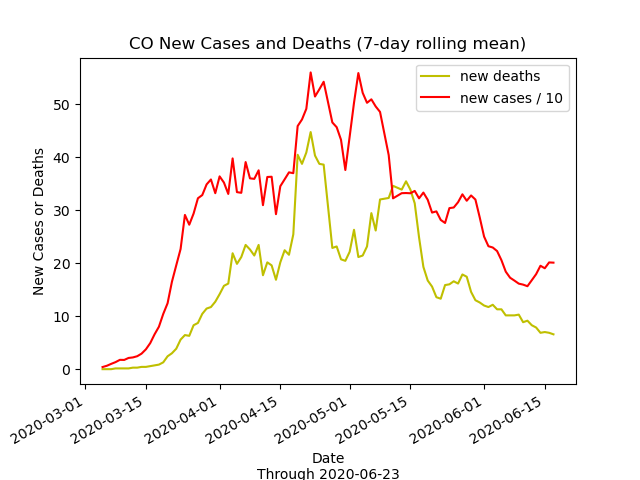 CO New Cases and Deaths (7-day rolling mean)
new deaths
new cases / 10
50
40
30
20
10
0
New Cases or Deaths
2020-03-01
2020-03-15
2020-04-01
2020-04-15
2020-05-01
2020-05-15
2020-06-01
2020-06-15
Date
Through 2020-06-23